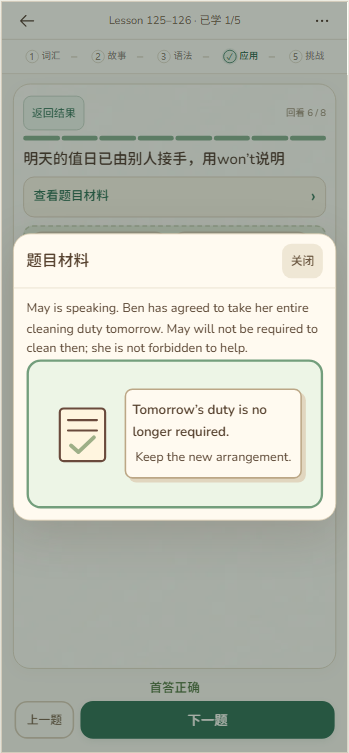 Lesson 125–126 · 已学 1/5
1 词汇 – 2 故事 – 3 语法 – 应用 – 5 挑战
返回结果
回看 6 / 8
明天的值日已由别人接手，用won't说明
查看题目材料 ›
题目材料
关闭
May is speaking. Ben has agreed to take her entire
cleaning duty tomorrow. May will not be required to
clean then; she is not forbidden to help.
Tomorrow's duty is no
longer required.
Keep the new arrangement.
首答正确
上一题
下一题